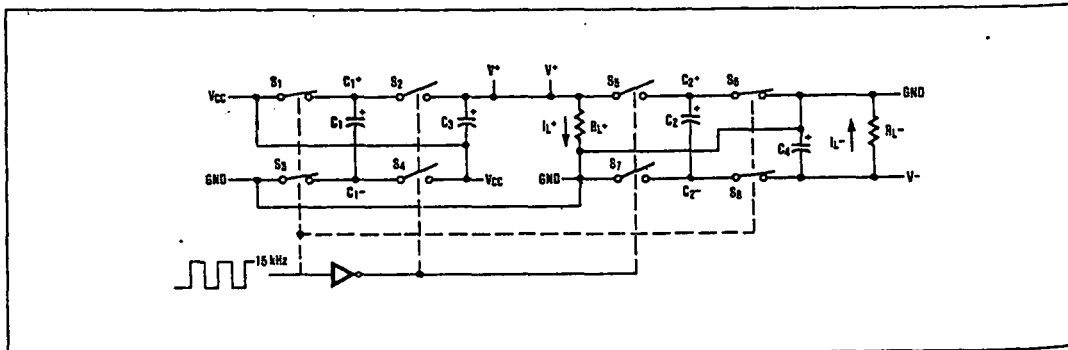 S1 C1+ S2 V+ V+ S5 C2+ S6
VCC GND
C1 C3 IL+ RL+ C2 C4 IL- RL-
S3 S4 S7 S8
GND C1- VCC GND C2- V-
15 kHz